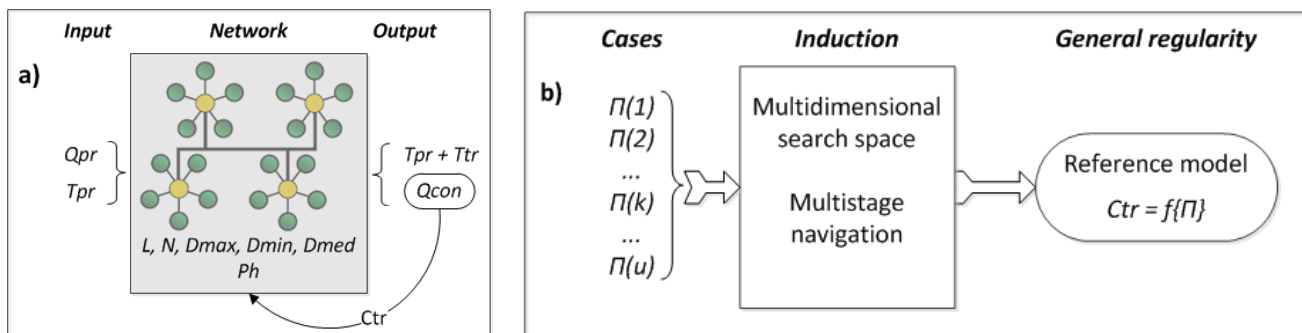 Input Network Output
a)
Qpr
Tpr
Tpr + Ttr
Qcon
L, N, Dmax, Dmin, Dmed
Ph
Ctr
Cases Induction General regularity
b)
Π(1)
Π(2)
...
Π(k)
...
Π(u)
Multidimensional
search space
Multistage
navigation
Reference model
Ctr = f{Π}